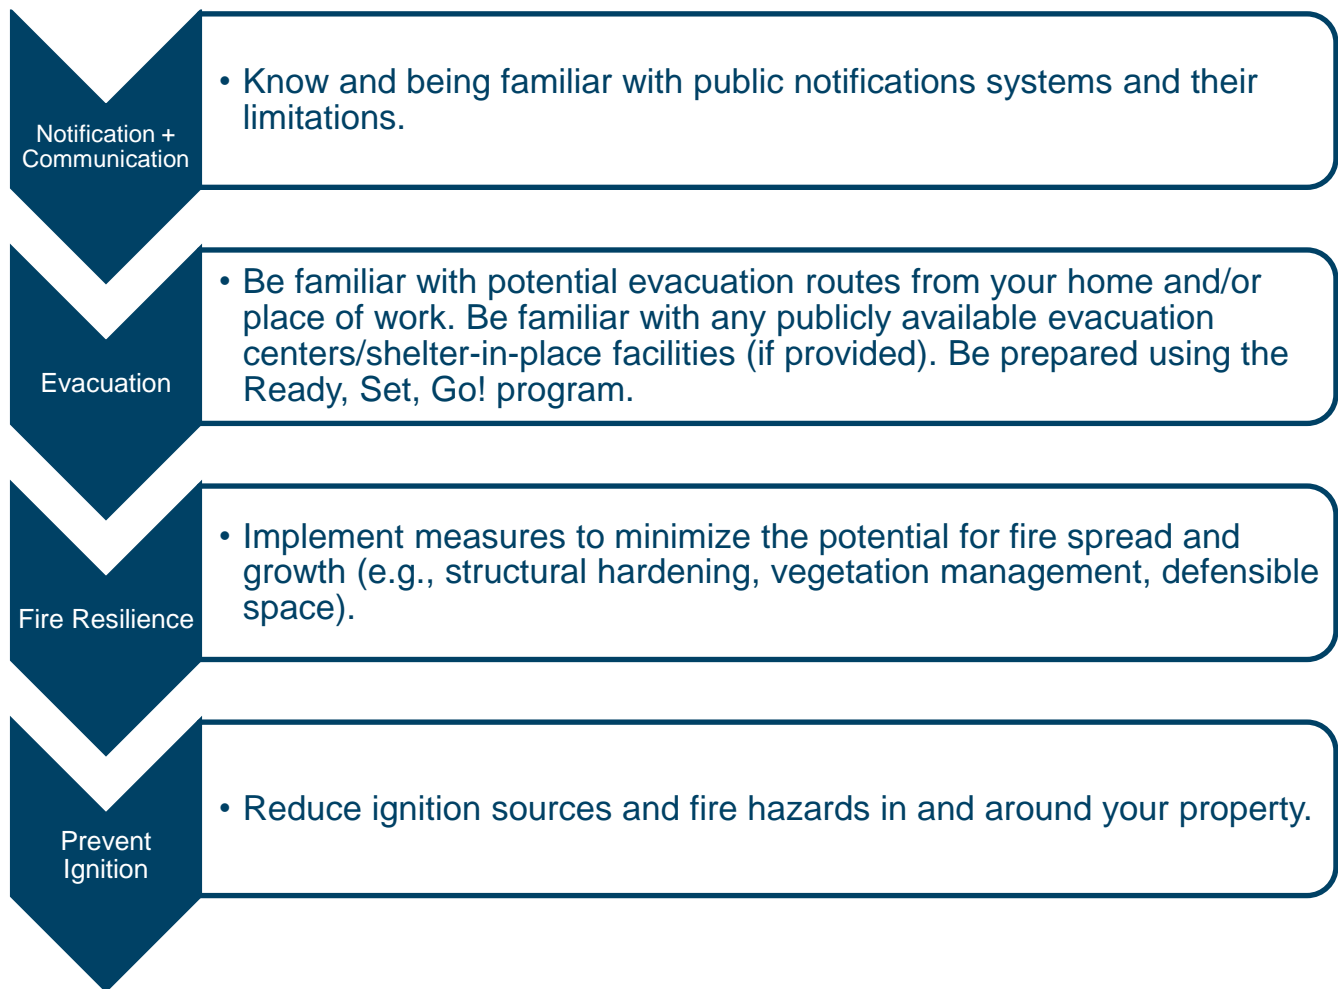 Notification +
Communication
• Know and being familiar with public notifications systems and their
limitations.
Evacuation
• Be familiar with potential evacuation routes from your home and/or
place of work. Be familiar with any publicly available evacuation
centers/shelter-in-place facilities (if provided). Be prepared using the
Ready, Set, Go! program.
Fire Resilience
• Implement measures to minimize the potential for fire spread and
growth (e.g., structural hardening, vegetation management, defensible
space).
Prevent
Ignition
• Reduce ignition sources and fire hazards in and around your property.